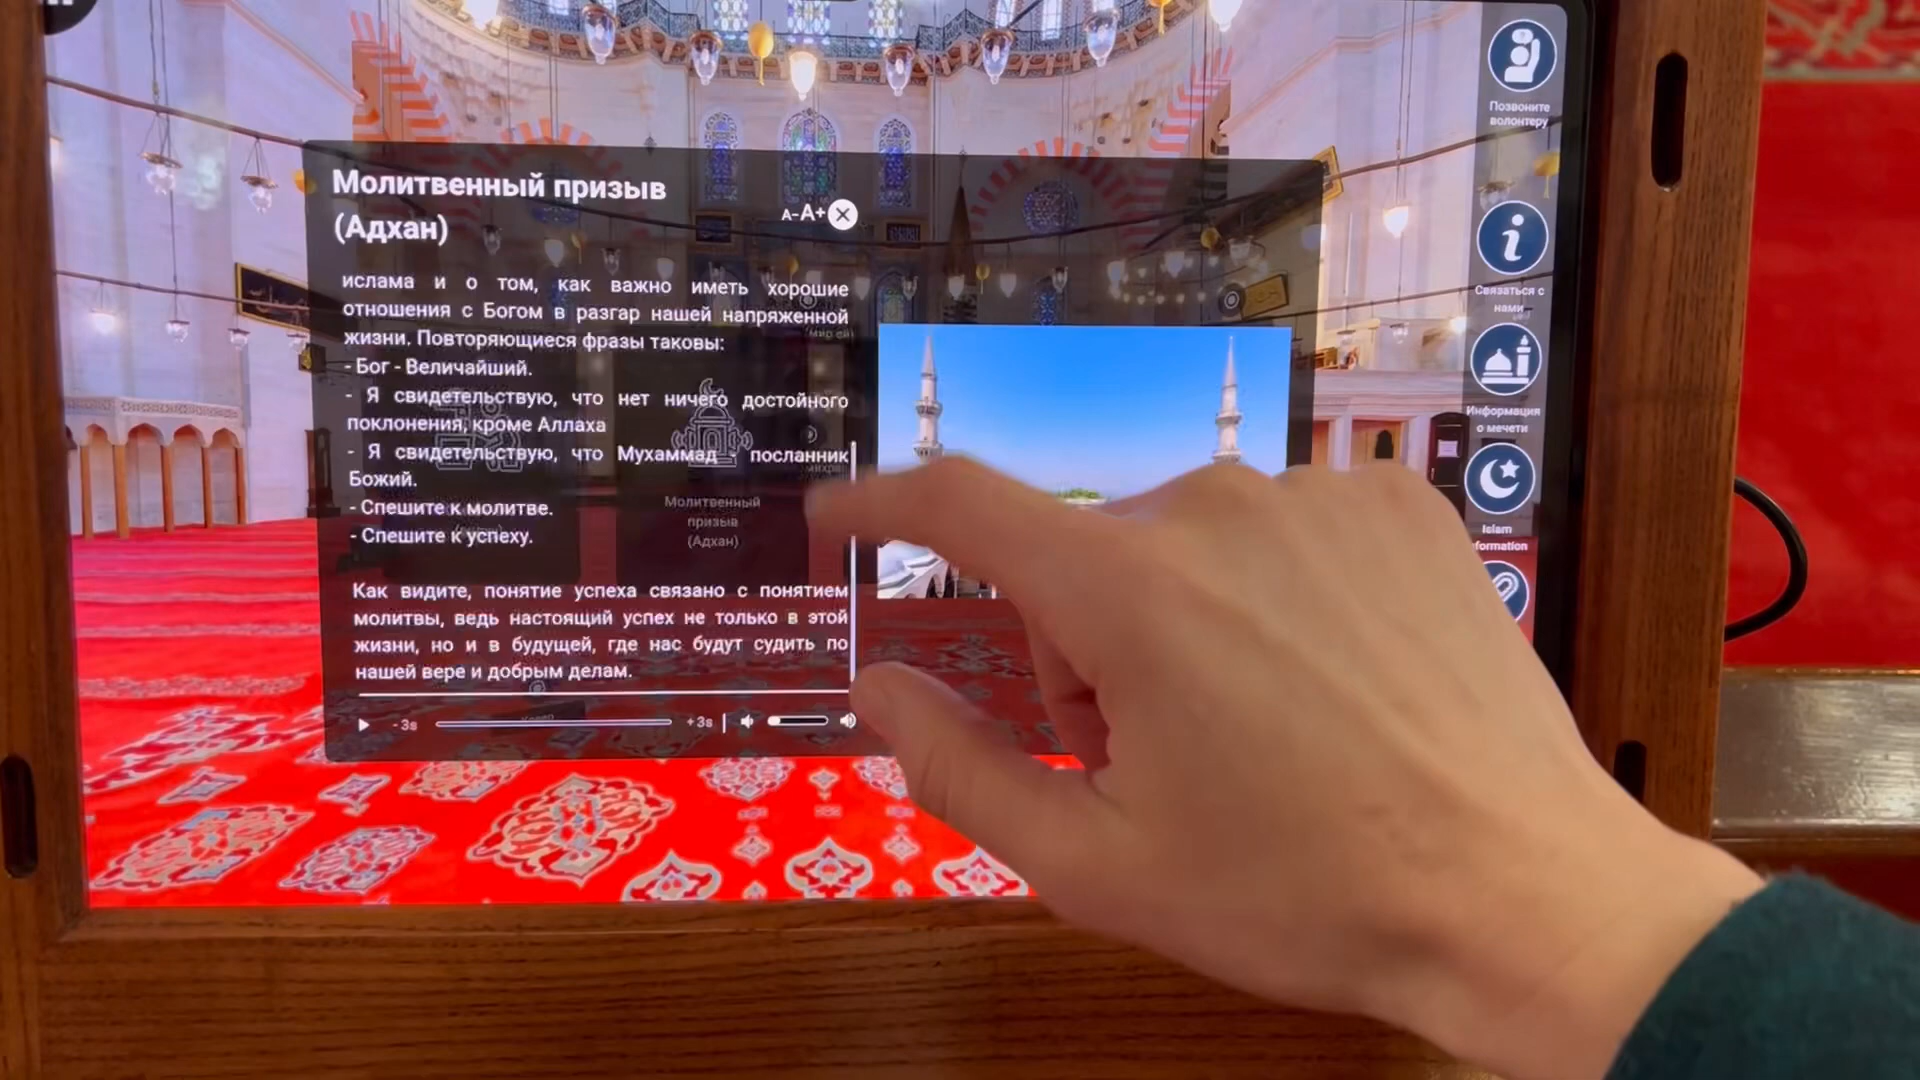 Молитвенный призыв
(Адхан)
A- A+
ислама и о том, как важно иметь хорошие
отношения с Богом в разгар нашей напряженной
жизни. Повторяющиеся фразы таковы:
- Бог - Величайший.
- Я свидетельствую, что нет ничего достойного
поклонения, кроме Аллаха
- Я свидетельствую, что Мухаммад - посланник
Божий.
- Спешите к молитве.
- Спешите к успеху.
Как видите, понятие успеха связано с понятием
молитвы, ведь настоящий успех не только в этой
жизни, но и в будущей, где нас будут судить по
нашей вере и добрым делам.
- 3s
+ 3s
Молитвенный
призыв
(Адхан)
Позвоните
волонтеру
Связаться с
нами
Информация
о мечети
Islam